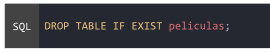 SQL
DROP TABLE IF EXIST peliculas;